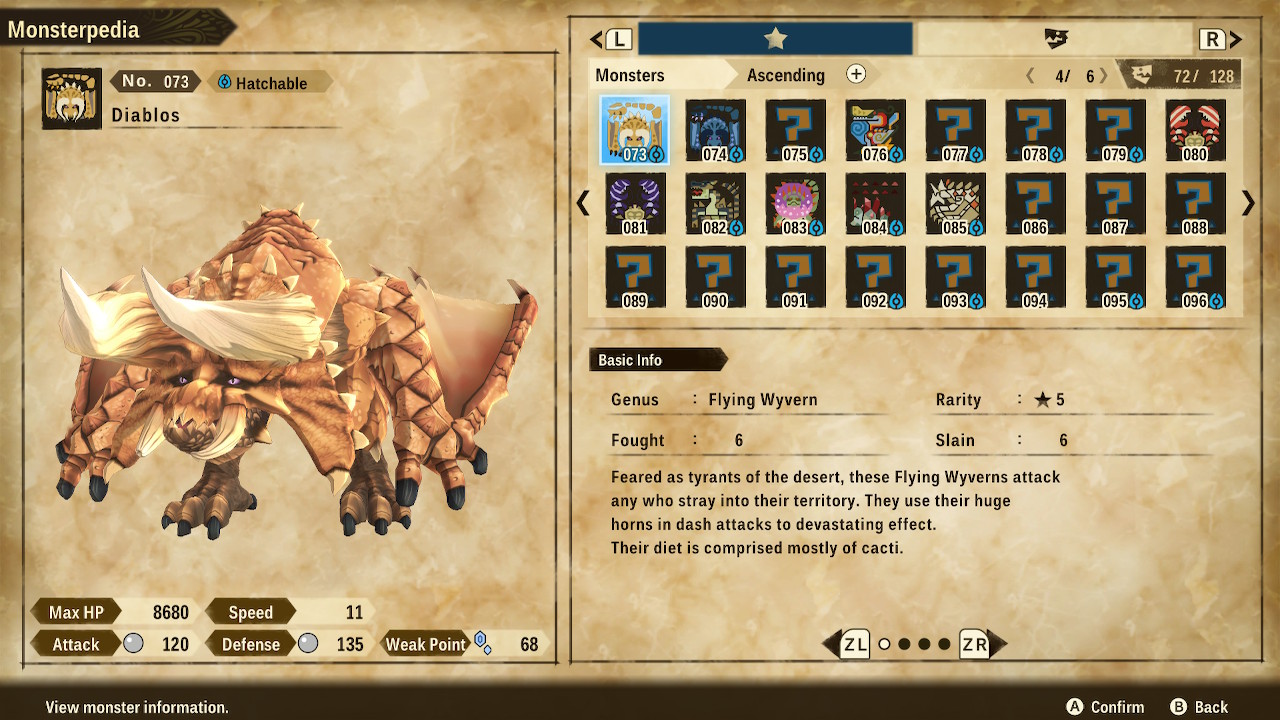 Monsterpedia
No. 073
Hatchable
Diablos
Max HP 8680 Speed 11
Attack 120 Defense 135 Weak Point 68
L R
Monsters Ascending + 4/ 6 72/ 128
073 074 075 076 077 078 079 080
081 082 083 084 085 086 087 088
089 090 091 092 093 094 095 096
Basic Info
Genus : Flying Wyvern Rarity : ★ 5
Fought : 6 Slain : 6
Feared as tyrants of the desert, these Flying Wyverns attack
any who stray into their territory. They use their huge
horns in dash attacks to devastating effect.
Their diet is comprised mostly of cacti.
ZL ZR
View monster information.
A Confirm B Back